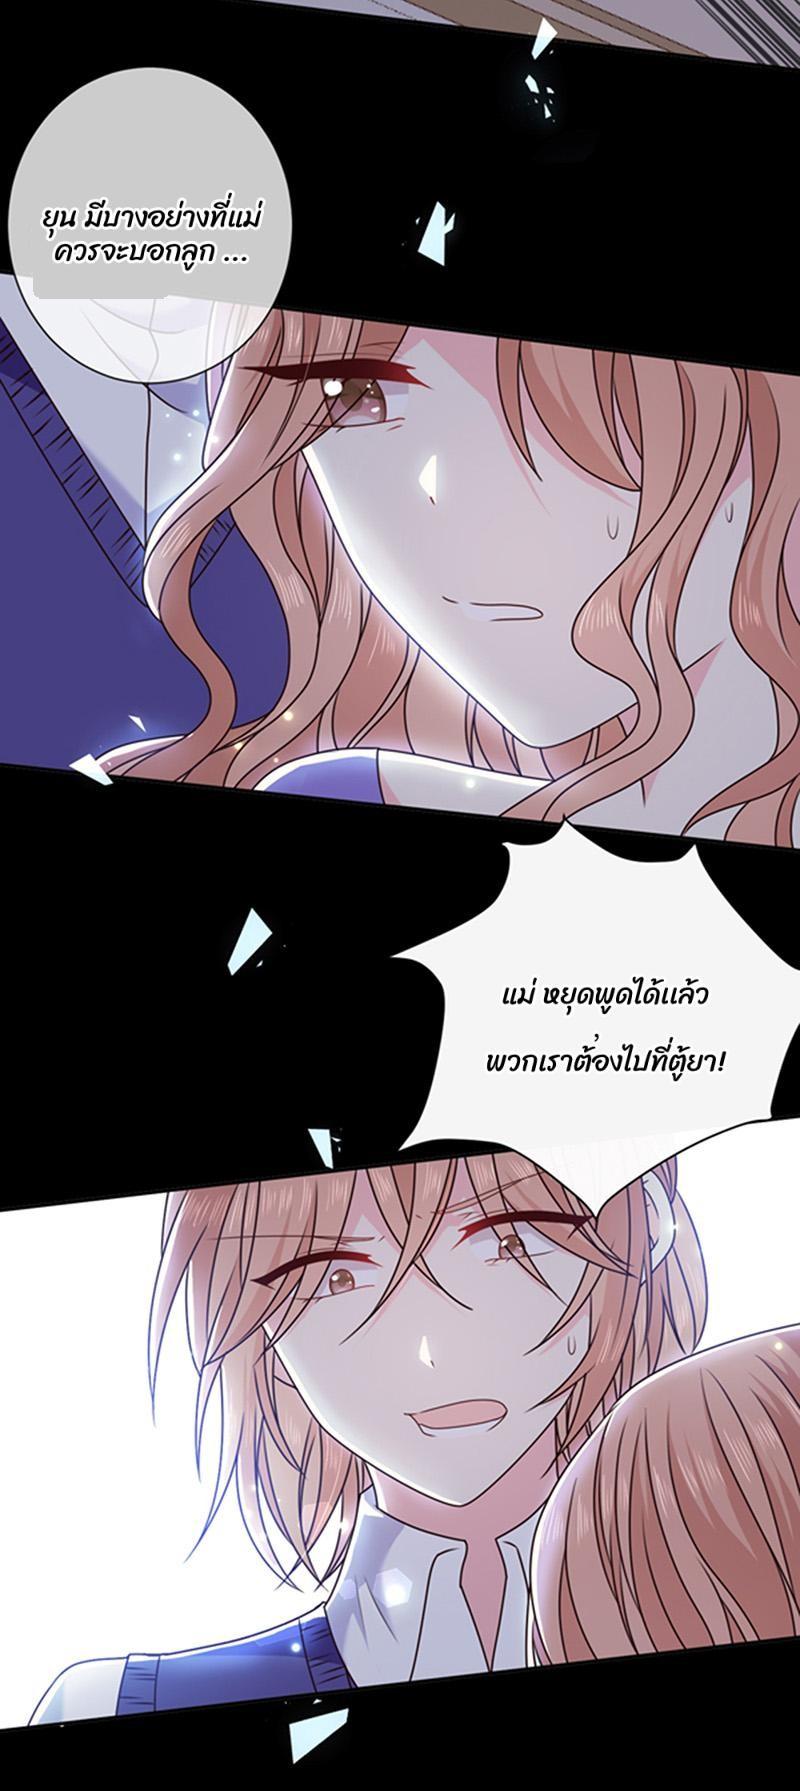 ยุน มีบางอย่างที่แม่
ควรจะบอกลูก ...
แม่ หยุดพูดได้แล้ว
พวกเราต้องไปที่ตู้ยา!